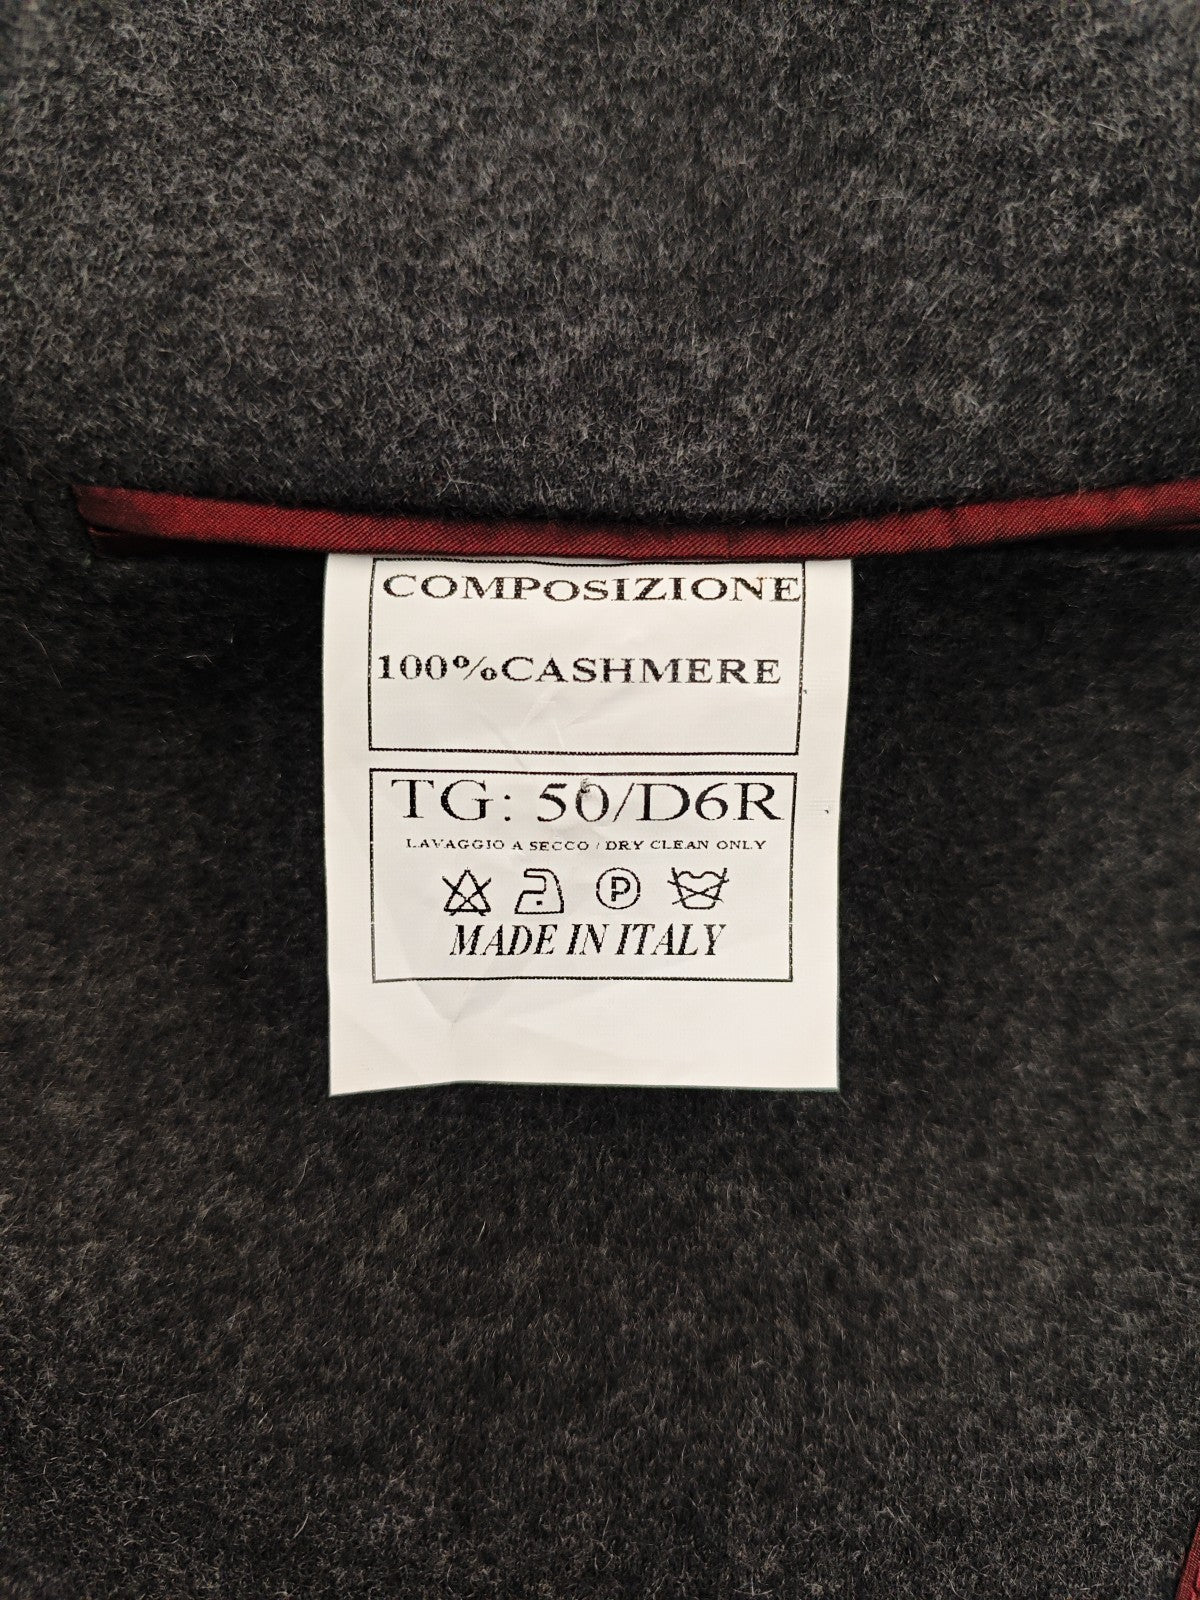 COMPOSIZIONE
100%CASHMERE
TG: 50/D6R
LAVAGGIO A SECCO / DRY CLEAN ONLY
P
MADE IN ITALY